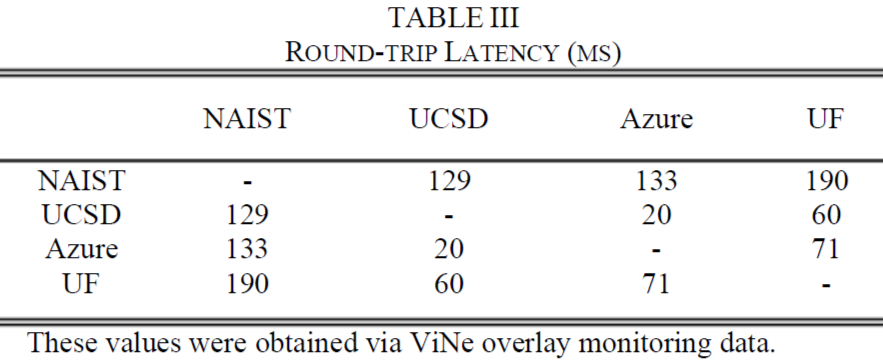 TABLE III
ROUND-TRIP LATENCY (MS)
NAIST UCSD Azure UF
NAIST - 129 133 190
UCSD 129 - 20 60
Azure 133 20 - 71
UF 190 60 71 -
These values were obtained via ViNe overlay monitoring data.